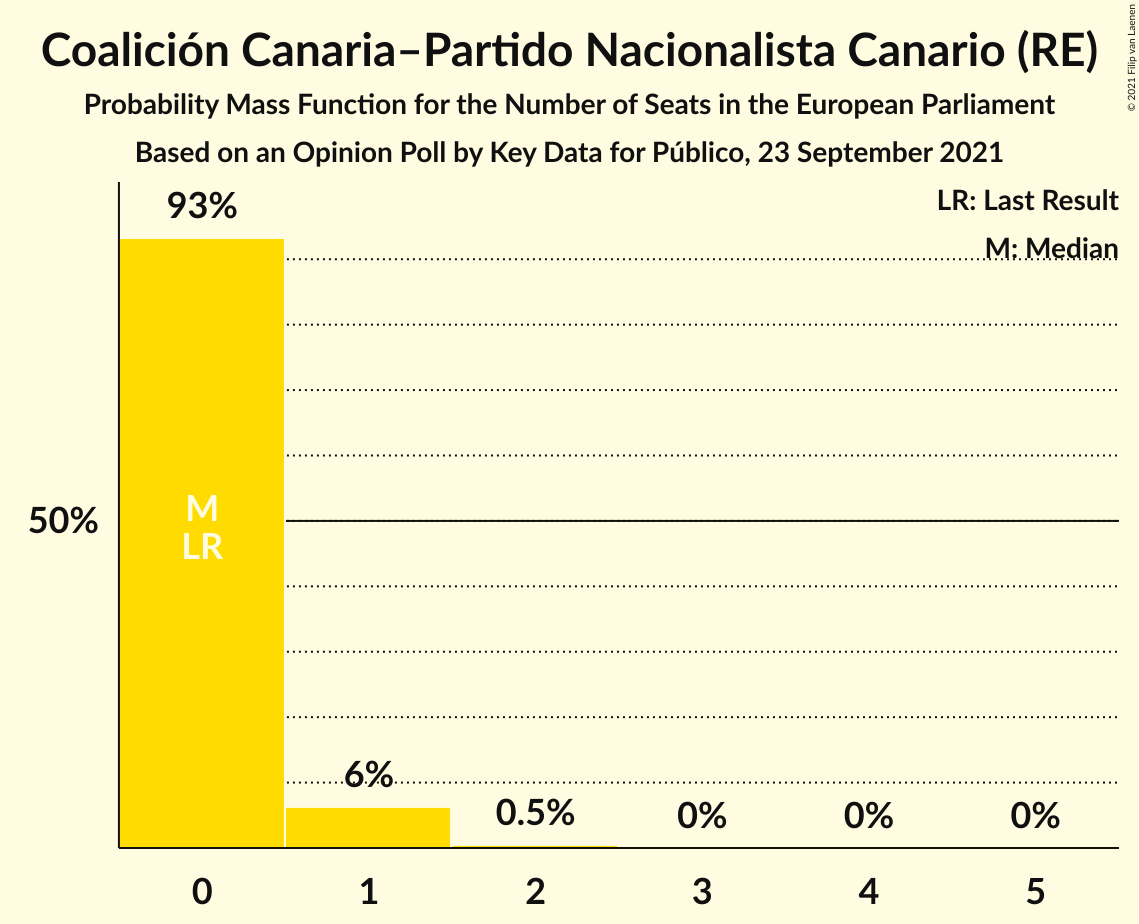 Coalición Canaria–Partido Nacionalista Canario (RE)
Probability Mass Function for the Number of Seats in the European Parliament
Based on an Opinion Poll by Key Data for Público, 23 September 2021
© 2021 Filip van Laenen
LR: Last Result
M: Median
93%
M
LR
50%
6%
0.5%
0%
0%
0%
0
1
2
3
4
5